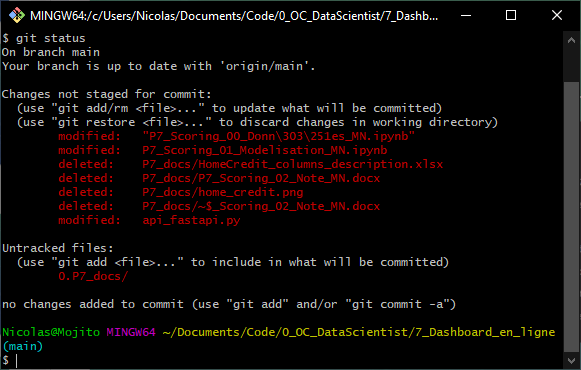 MINGW64:/c/Users/Nicolas/Documents/Code/0_OC_DataScientist/7_Dashb...
$ git status
On branch main
Your branch is up to date with 'origin/main'.
Changes not staged for commit:
(use "git add/rm <file>..." to update what will be committed)
(use "git restore <file>..." to discard changes in working directory)
modified: "P7_Scoring_00_Donn\303\251es_MN.ipynb"
modified: P7_Scoring_01_Modelisation_MN.ipynb
deleted: P7_docs/HomeCredit_columns_description.xlsx
deleted: P7_docs/P7_Scoring_02_Note_MN.docx
deleted: P7_docs/home_credit.png
deleted: P7_docs/~$_Scoring_02_Note_MN.docx
modified: api_fastapi.py
Untracked files:
(use "git add <file>..." to include in what will be committed)
0.P7_docs/
no changes added to commit (use "git add" and/or "git commit -a")
Nicolas@Mojito MINGW64 ~/Documents/Code/0_OC_DataScientist/7_Dashboard_en_ligne
(main)
$